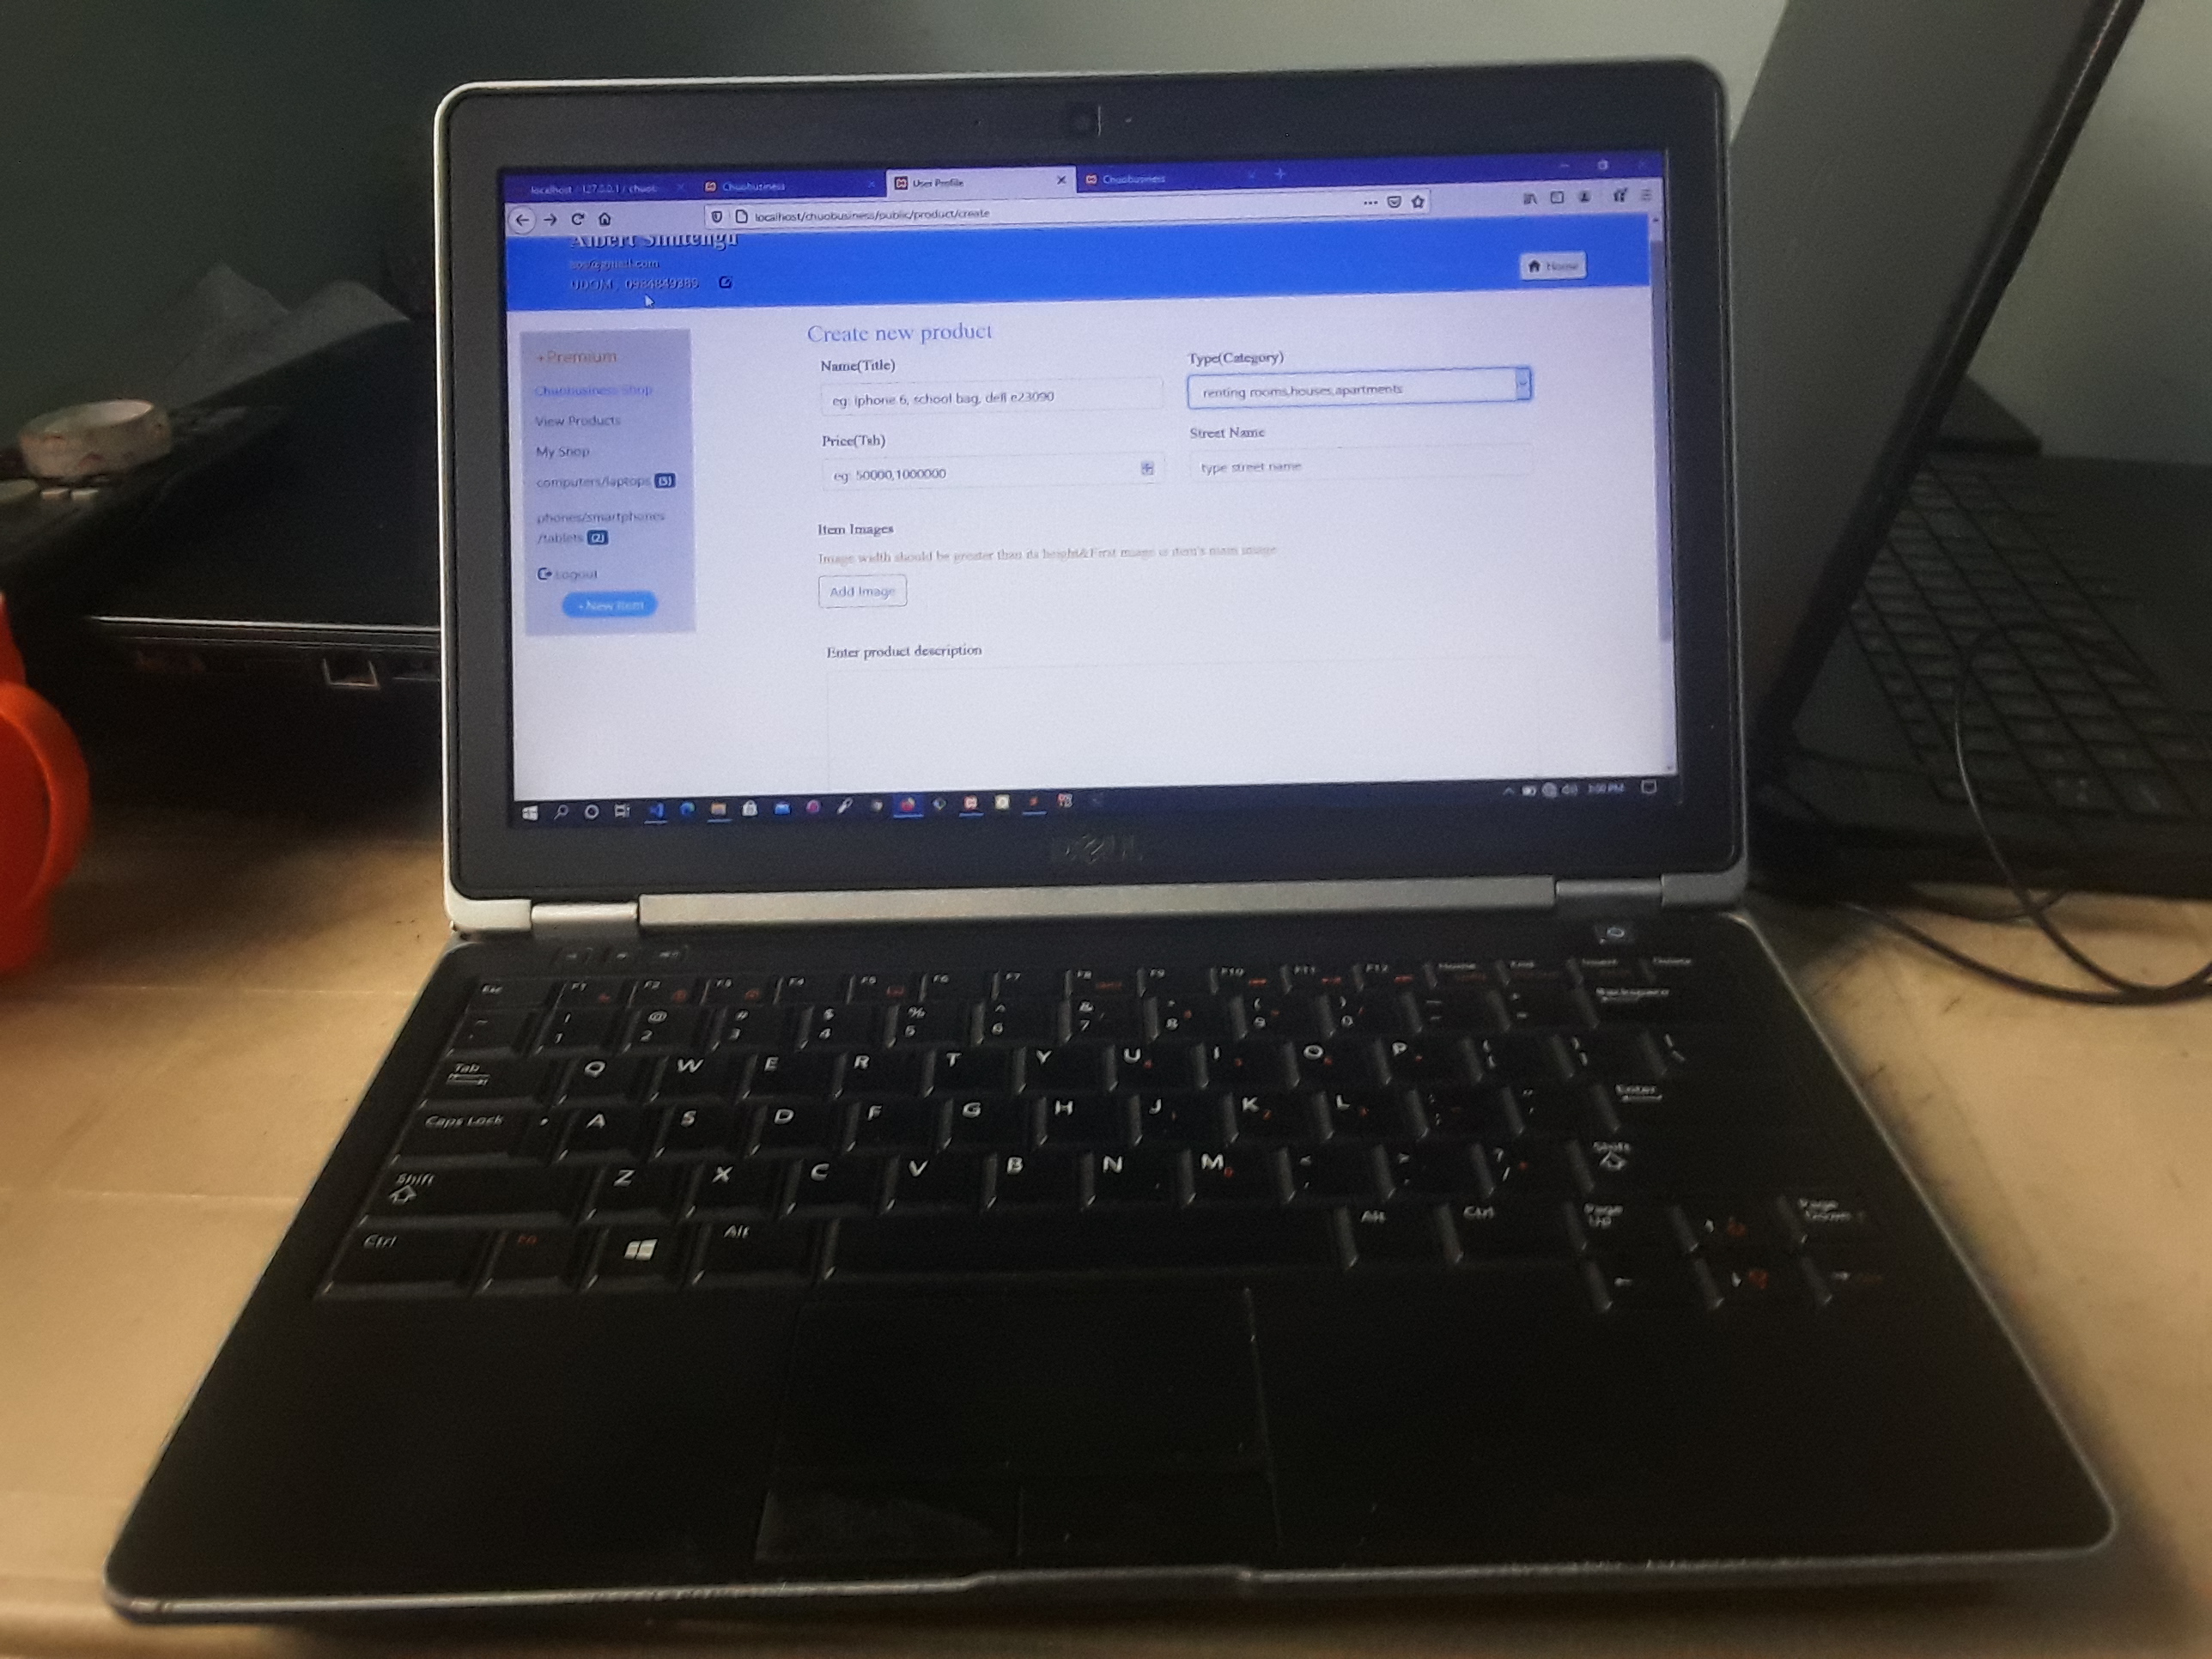 localhost / 127.0.0.1 / chuob
Chuobusiness
User Profile
Chuobusiness
localhost/chuobusiness/public/product/create
Albert
UDOM , 0984849389
Home
+Premium
Chuobusiness Shop
View Products
My Shop
computers/laptops (5)
phones/smartphones
/tablets (2)
Logout
+New Item
Create new product
Name(Title)
eg: iphone 6, school bag, dell e23090
Type(Category)
renting rooms,houses,apartments
Price(Tsh)
eg: 50000,1000000
Street Name
type street name
Item Images
Image width should be greater than its height&First image is item's main image
Add Image
Enter product description
DELL
Esc F1 F2 F3 F4 F5 F6 F7 F8 F9 F10 F11 F12 Home End Insert Delete
! @ # $ % ^ & * ( )
1 2 3 4 5 6 7 8 9 0 Backspace
Tab Q W E R T Y U I O P
Caps Lock A S D F G H J K L Enter
Shift Z X C V B N M < > ? / Shift
Ctrl Fn Alt Alt Ctrl Page Up Page Down